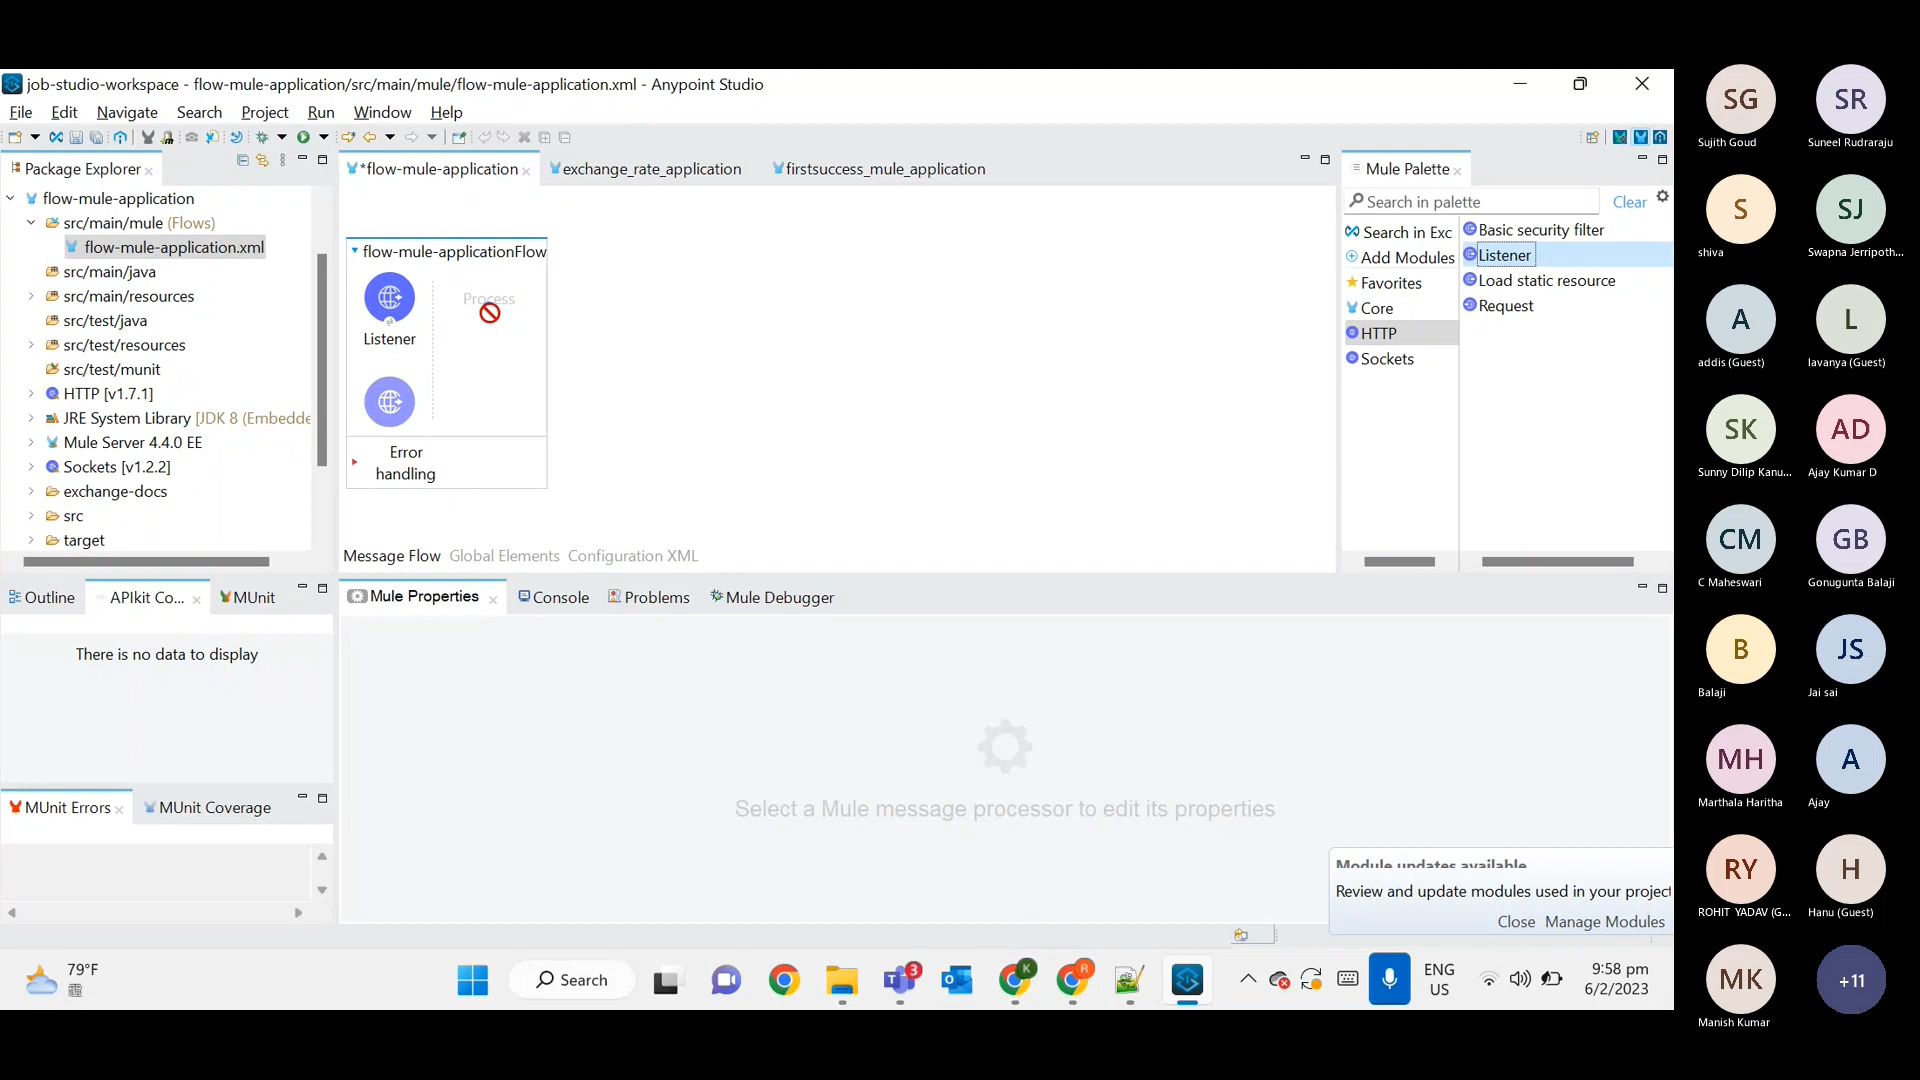 job-studio-workspace - flow-mule-application/src/main/mule/flow-mule-application.xml - Anypoint Studio
File Edit Navigate Search Project Run Window Help
Package Explorer
flow-mule-application
src/main/mule (Flows)
flow-mule-application.xml
src/main/java
src/main/resources
src/test/java
src/test/resources
src/test/munit
HTTP [v1.7.1]
JRE System Library [JDK 8 (Embedde
Mule Server 4.4.0 EE
Sockets [v1.2.2]
exchange-docs
src
target
*flow-mule-application
exchange_rate_application
firstsuccess_mule_application
flow-mule-applicationFlow
Listener
Process
Error
handling
Message Flow Global Elements Configuration XML
Mule Palette
Search in palette
Clear
Search in Exc
Add Modules
Favorites
Core
HTTP
Sockets
Basic security filter
Listener
Load static resource
Request
Outline
APIkit Co...
MUnit
There is no data to display
MUnit Errors
MUnit Coverage
Mule Properties
Console
Problems
Mule Debugger
Select a Mule message processor to edit its properties
Module updates available
Review and update modules used in your project
Close Manage Modules
79°F
Search
3
K
R
ENG
US
9:58 pm
6/2/2023
SG
Sujith Goud
SR
Suneel Rudraraju
S
shiva
SJ
Swapna Jerripoth...
A
addis (Guest)
L
lavanya (Guest)
SK
Sunny Dilip Kanu...
AD
Ajay Kumar D
CM
C Maheswari
GB
Gonugunta Balaji
B
Balaji
JS
Jai sai
MH
Marthala Haritha
A
Ajay
RY
ROHIT YADAV (G...
H
Hanu (Guest)
MK
Manish Kumar
+11